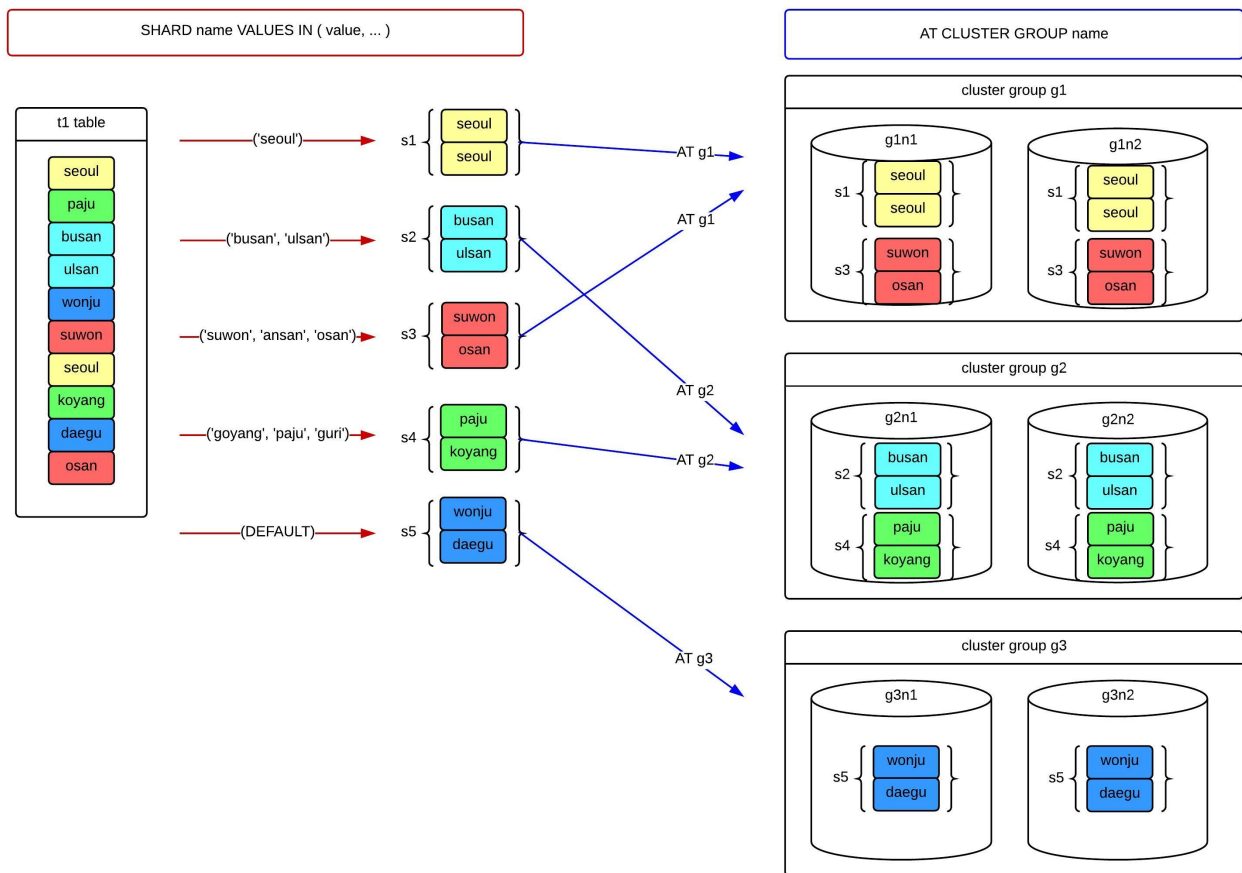 SHARD name VALUES IN ( value, ... )
AT CLUSTER GROUP name
t1 table
seoul
paju
busan
ulsan
wonju
suwon
seoul
koyang
daegu
osan
('seoul')
s1
seoul
seoul
AT g1
('busan', 'ulsan')
s2
busan
ulsan
AT g2
('suwon', 'ansan', 'osan')
s3
suwon
osan
AT g1
('goyang', 'paju', 'guri')
s4
paju
koyang
AT g2
(DEFAULT)
s5
wonju
daegu
AT g3
cluster group g1
g1n1
s1
seoul
seoul
s3
suwon
osan
g1n2
s1
seoul
seoul
s3
suwon
osan
cluster group g2
g2n1
s2
busan
ulsan
s4
paju
koyang
g2n2
s2
busan
ulsan
s4
paju
koyang
cluster group g3
g3n1
s5
wonju
daegu
g3n2
s5
wonju
daegu